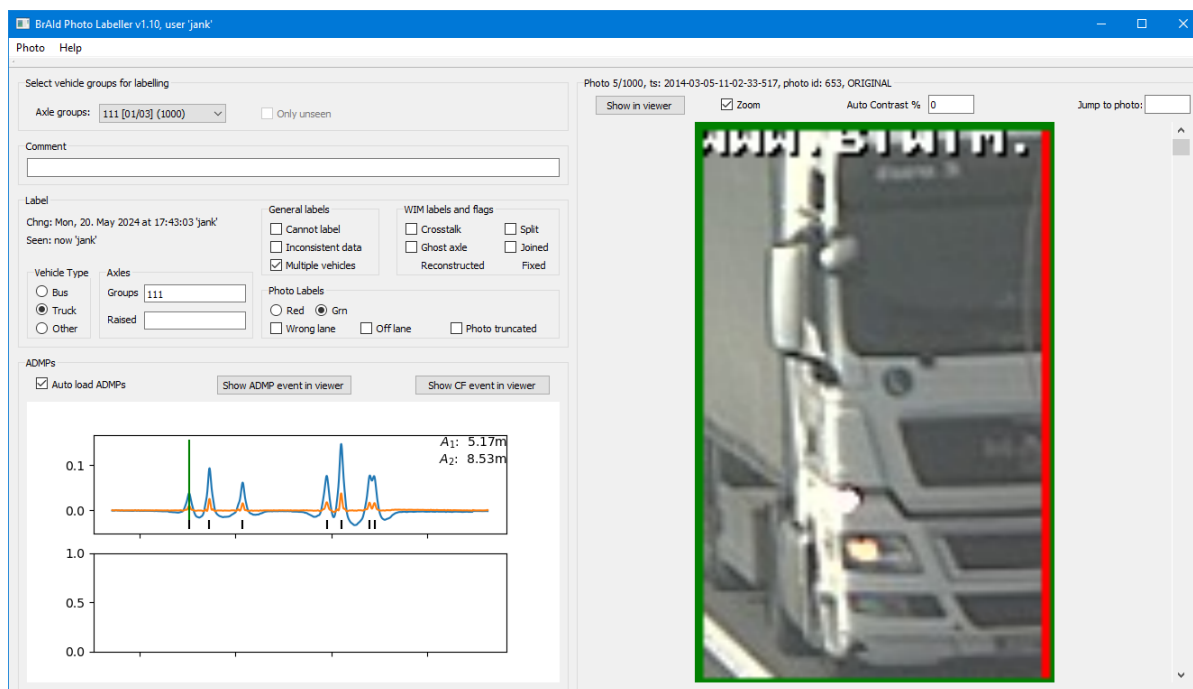 BrAId Photo Labeller v1.10, user 'jank'
Photo Help
Select vehicle groups for labelling
Axle groups: 111 [01/03] (1000) Only unseen
Comment
Label
Chng: Mon, 20. May 2024 at 17:43:03 'jank'
Seen: now 'jank'
General labels
Cannot label
Inconsistent data
Multiple vehicles
WIM labels and flags
Crosstalk Split
Ghost axle Joined
Reconstructed Fixed
Vehicle Type
Bus
Truck
Other
Axles
Groups 111
Raised
Photo Labels
Red Grn
Wrong lane Off lane Photo truncated
ADMPs
Auto load ADMPs Show ADMP event in viewer Show CF event in viewer
A₁: 5.17m
A₂: 8.53m
0.1
0.0
1.0
0.5
0.0
Photo 5/1000, ts: 2014-03-05-11-02-33-517, photo id: 653, ORIGINAL
Show in viewer Zoom Auto Contrast % 0 Jump to photo: